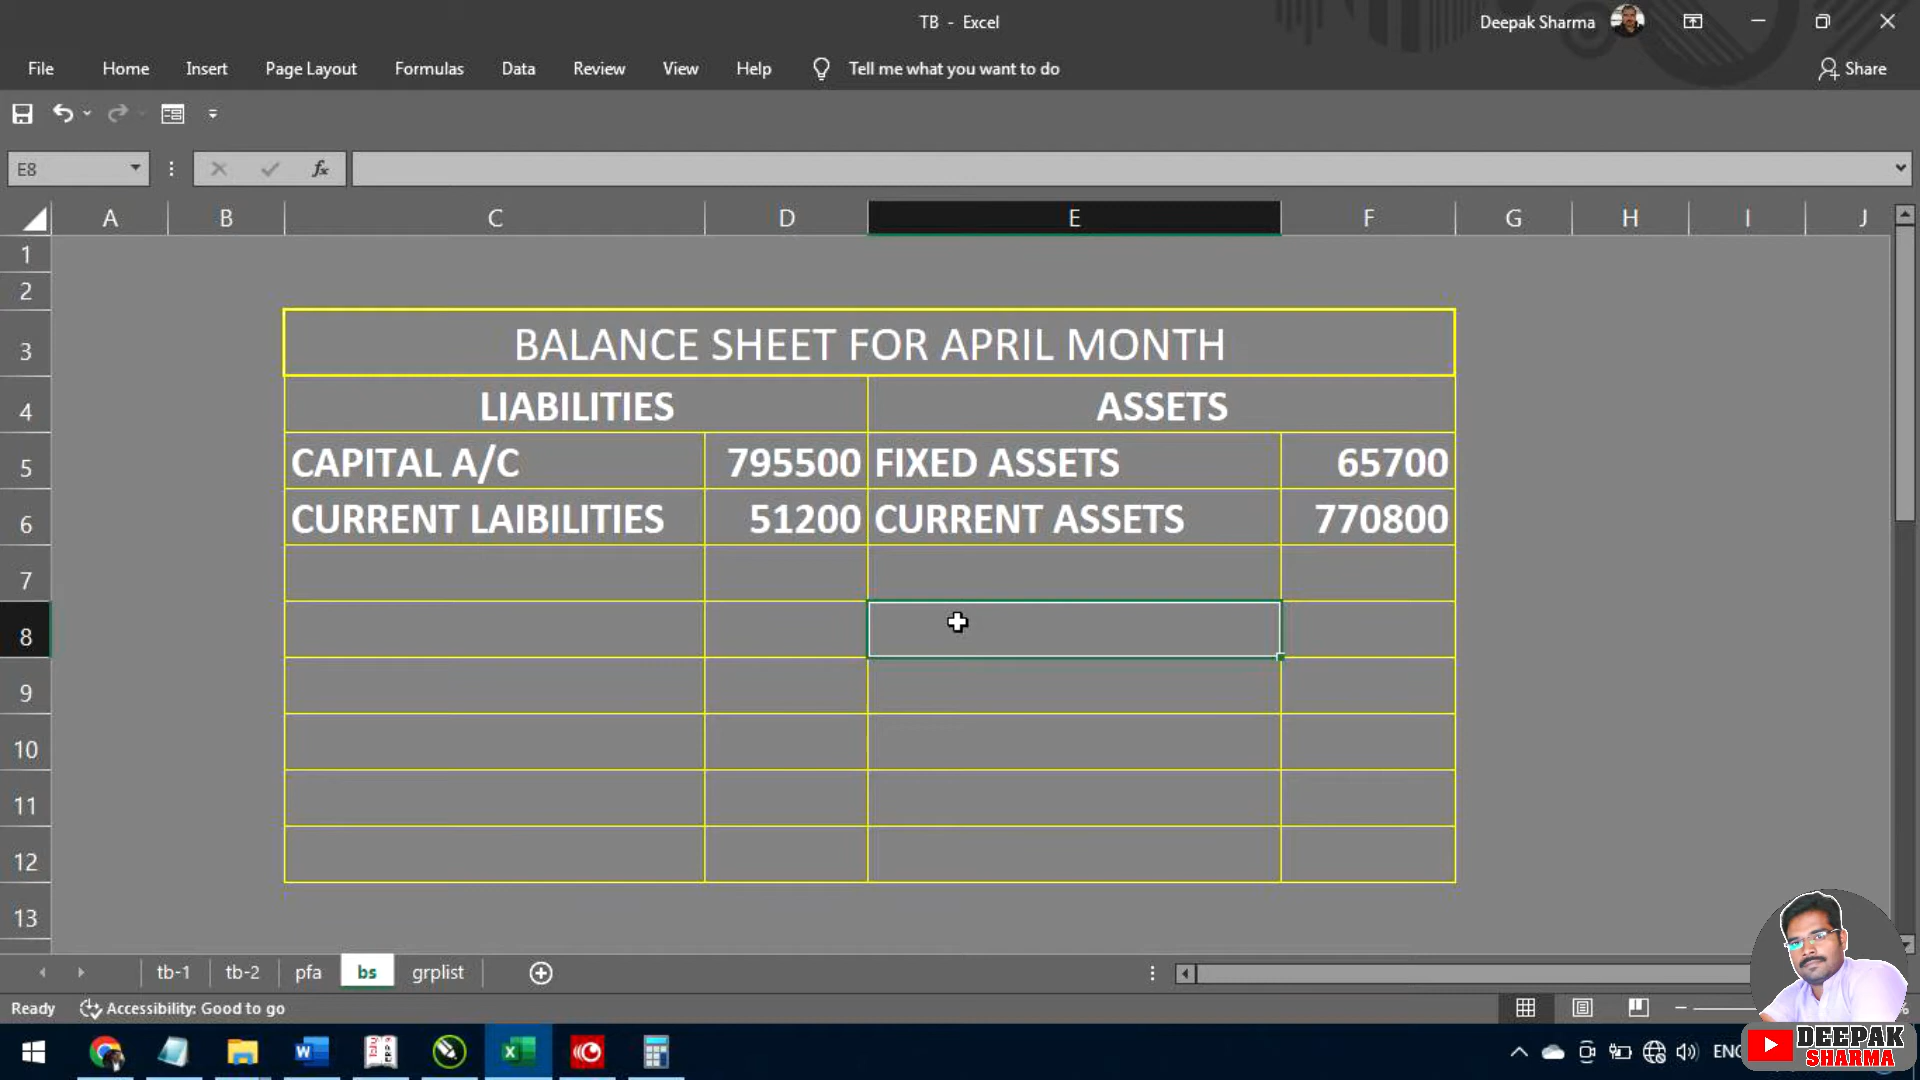 TB - Excel
Deepak Sharma
File Home Insert Page Layout Formulas Data Review View Help Tell me what you want to do Share
E8 fx
A B C D E F G H I J
1
2
3 BALANCE SHEET FOR APRIL MONTH
4 LIABILITIES ASSETS
5 CAPITAL A/C 795500 FIXED ASSETS 65700
6 CURRENT LAIBILITIES 51200 CURRENT ASSETS 770800
7
8
9
10
11
12
13
tb-1 tb-2 pfa bs grplist
Ready Accessibility: Good to go
ENG
DEEPAK
SHARMA